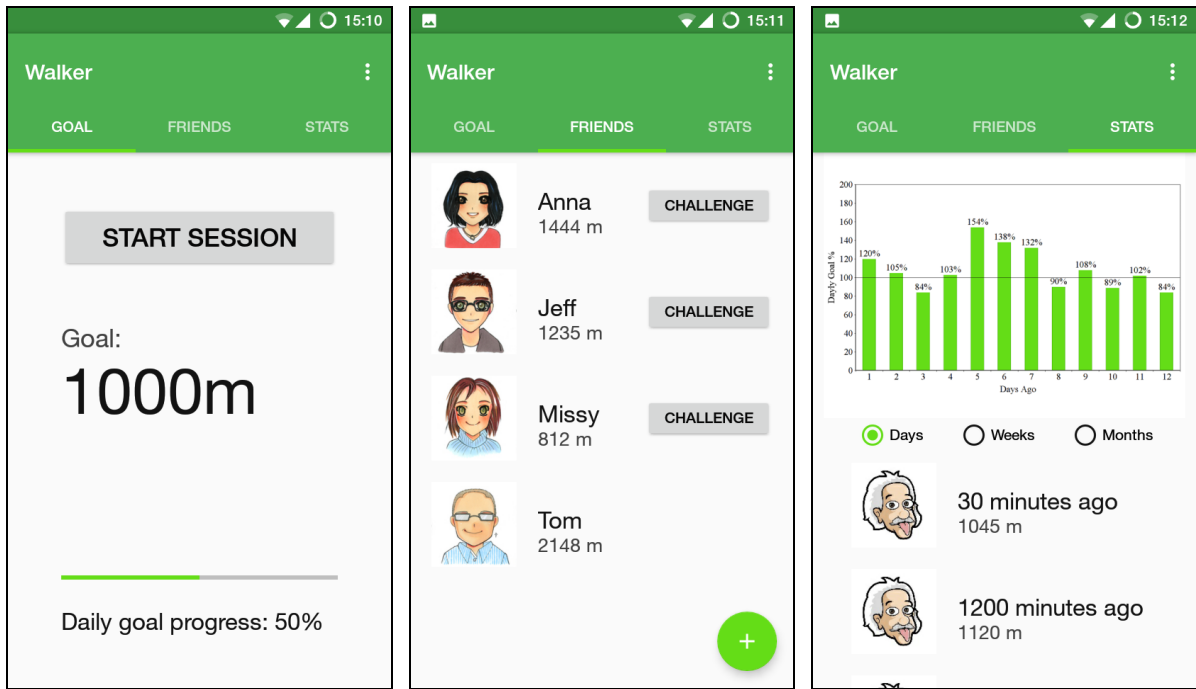 15:10
Walker
GOAL FRIENDS STATS
START SESSION
Goal:
1000m
Daily goal progress: 50%
15:11
Walker
GOAL FRIENDS STATS
Anna
1444 m
CHALLENGE
Jeff
1235 m
CHALLENGE
Missy
812 m
CHALLENGE
Tom
2148 m
+
15:12
Walker
GOAL FRIENDS STATS
Dayly Goal %
200
180
160
140
120
100
80
60
40
20
0
120% 105% 84% 103% 154% 138% 132% 90% 108% 89% 102% 84%
1 2 3 4 5 6 7 8 9 10 11 12
Days Ago
Days Weeks Months
30 minutes ago
1045 m
1200 minutes ago
1120 m